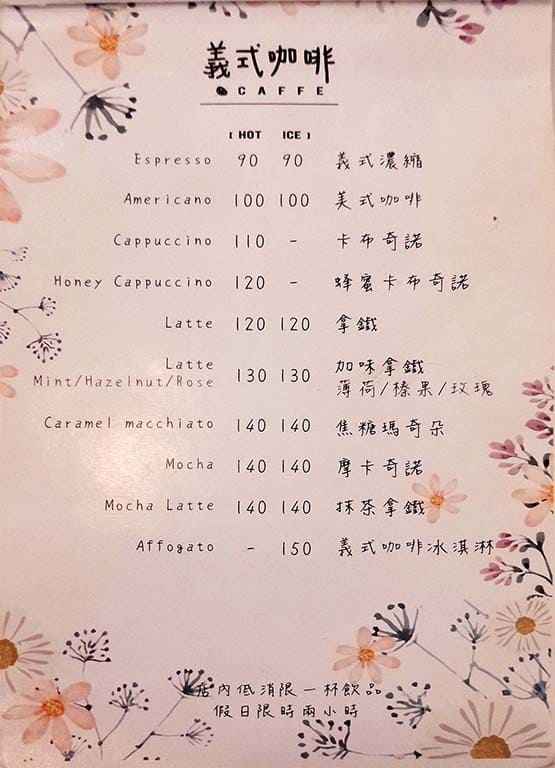 義式咖啡
CAFFE
( HOT ICE )
Espresso 90 90 義式濃縮
Americano 100 100 美式咖啡
Cappuccino 110 - 卡布奇諾
Honey Cappuccino 120 - 蜂蜜卡布奇諾
Latte 120 120 拿鐵
Latte 加味拿鐵
Mint/Hazelnut/Rose 130 130 薄荷/榛果/玫瑰
Caramel macchiato 140 140 焦糖瑪奇朵
Mocha 140 140 摩卡奇諾
Mocha Latte 140 140 抹茶拿鐵
Affogato - 150 義式咖啡冰淇淋
店內低消限一杯飲品
假日限時兩小時